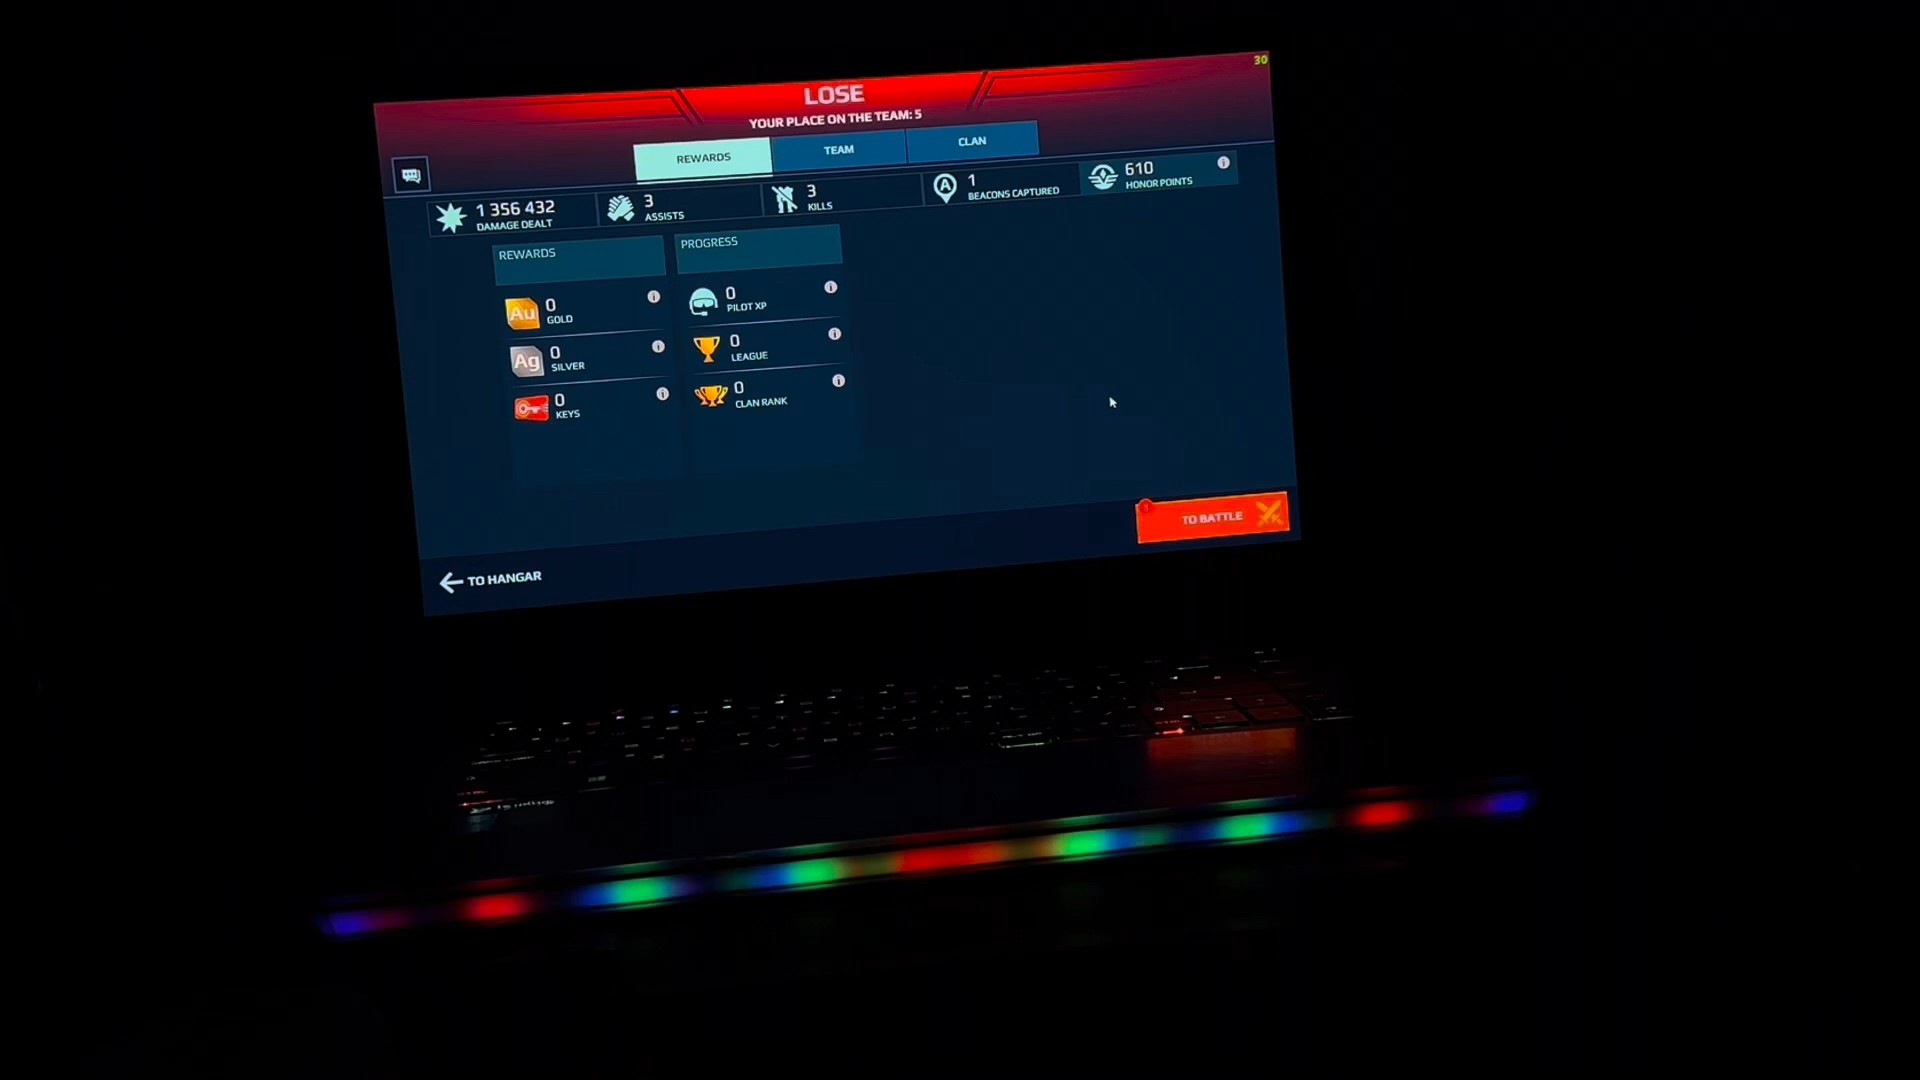 30
LOSE
YOUR PLACE ON THE TEAM: 5
REWARDS
TEAM
CLAN
1 356 432
DAMAGE DEALT
3
ASSISTS
3
KILLS
A
1
BEACONS CAPTURED
610
HONOR POINTS
REWARDS
PROGRESS
Au
0
GOLD
0
PILOT XP
Ag
0
SILVER
0
LEAGUE
0
KEYS
0
CLAN RANK
TO BATTLE
TO HANGAR